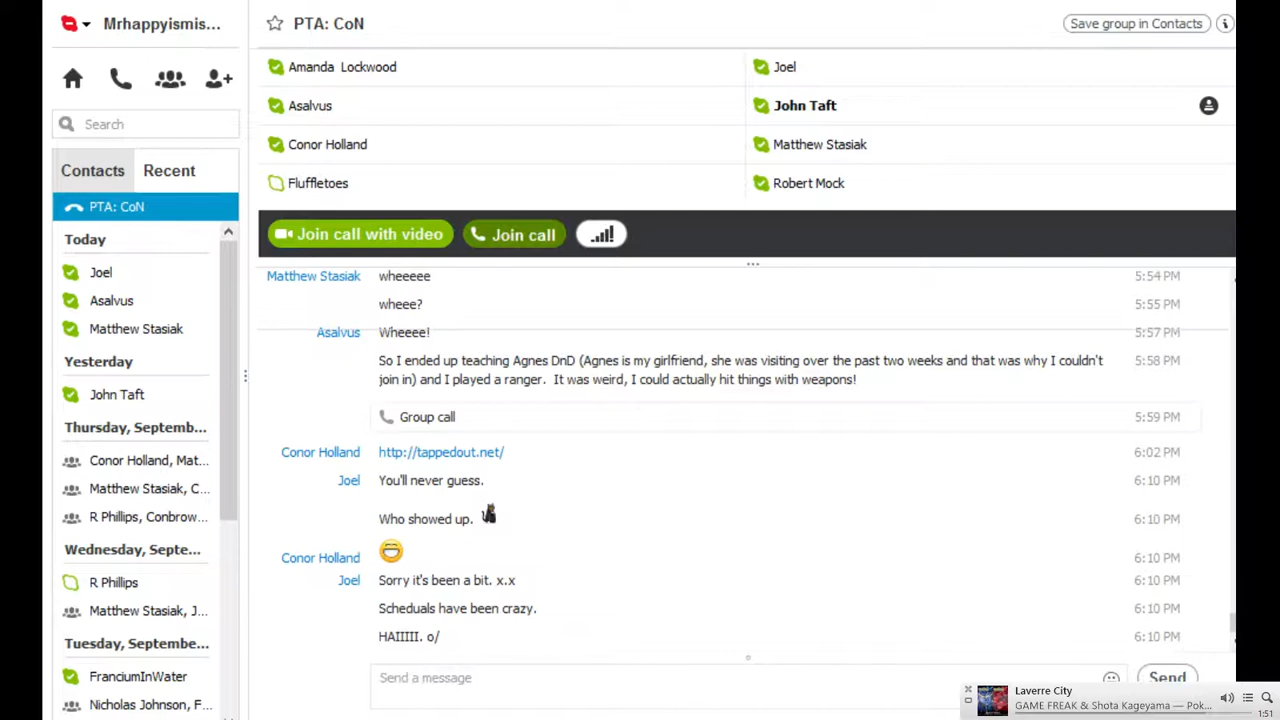 Mrhappyismis...
PTA: CoN
Save group in Contacts
Amanda Lockwood
Joel
Asalvus
John Taft
Conor Holland
Matthew Stasiak
Fluffletoes
Robert Mock
Search
Contacts
Recent
PTA: CoN
Today
Joel
Asalvus
Matthew Stasiak
Yesterday
John Taft
Thursday, Septemb...
Conor Holland, Mat...
Matthew Stasiak, C...
R Phillips, Conbrow...
Wednesday, Septe...
R Phillips
Matthew Stasiak, J...
Tuesday, Septembe...
FranciumInWater
Nicholas Johnson, F...
Join call with video
Join call
Matthew Stasiak
wheeeee
5:54 PM
wheee?
5:55 PM
Asalvus
Wheeee!
5:57 PM
So I ended up teaching Agnes DnD (Agnes is my girlfriend, she was visiting over the past two weeks and that was why I couldn't
5:58 PM
join in) and I played a ranger. It was weird, I could actually hit things with weapons!
Group call
5:59 PM
Conor Holland
http://tappedout.net/
6:02 PM
Joel
You'll never guess.
6:10 PM
Who showed up.
6:10 PM
Conor Holland
6:10 PM
Joel
Sorry it's been a bit. x.x
6:10 PM
Scheduals have been crazy.
6:10 PM
HAIIIII. o/
6:10 PM
Send a message
Send
Laverre City
GAME FREAK & Shota Kageyama — Pok...
1:51